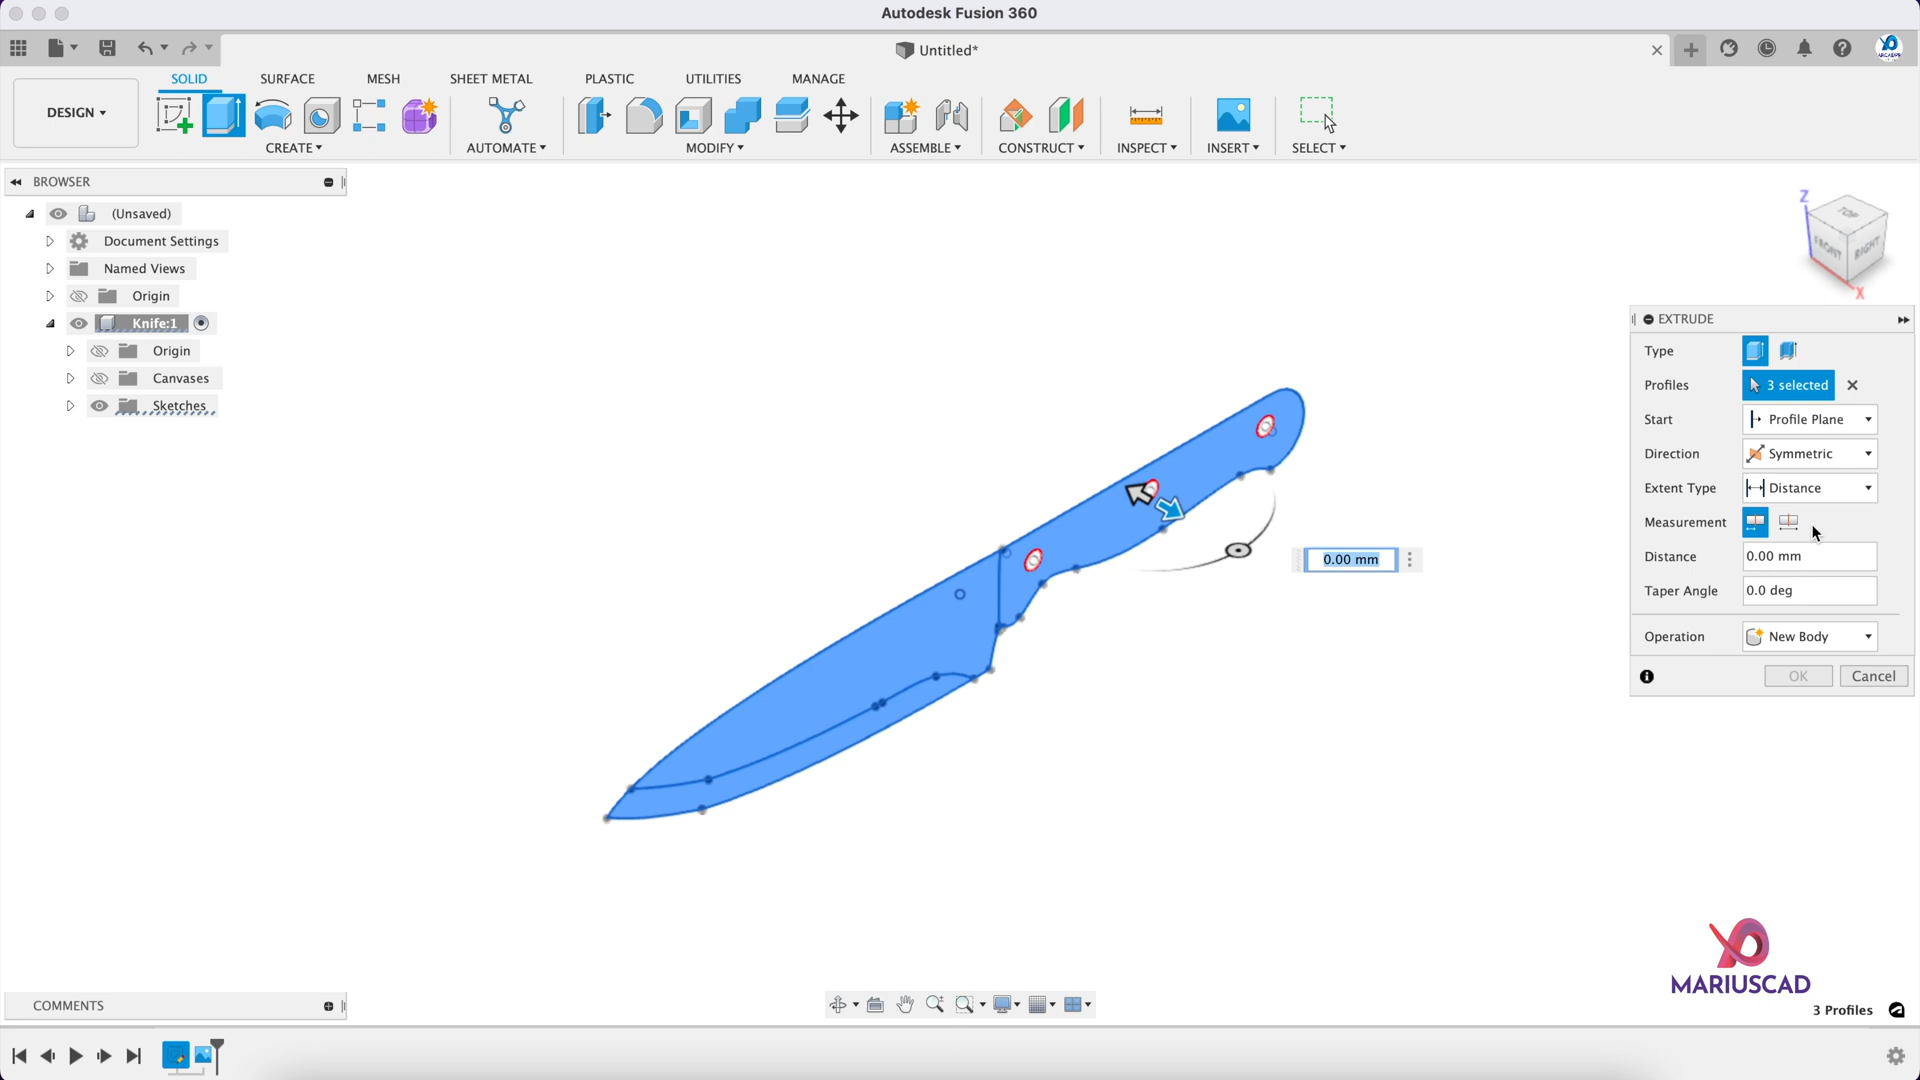 Autodesk Fusion 360
Untitled*
SOLID SURFACE MESH SHEET METAL PLASTIC UTILITIES MANAGE
DESIGN
CREATE AUTOMATE MODIFY ASSEMBLE CONSTRUCT INSPECT INSERT SELECT
BROWSER
(Unsaved)
Document Settings
Named Views
Origin
Knife:1
Origin
Canvases
Sketches
Z
TOP
FRONT
RIGHT
X
EXTRUDE
Type
Profiles 3 selected
Start Profile Plane
Direction Symmetric
Extent Type Distance
Measurement
Distance 0.00 mm
Taper Angle 0.0 deg
Operation New Body
OK Cancel
0.00 mm
MARIUSCAD
COMMENTS
3 Profiles